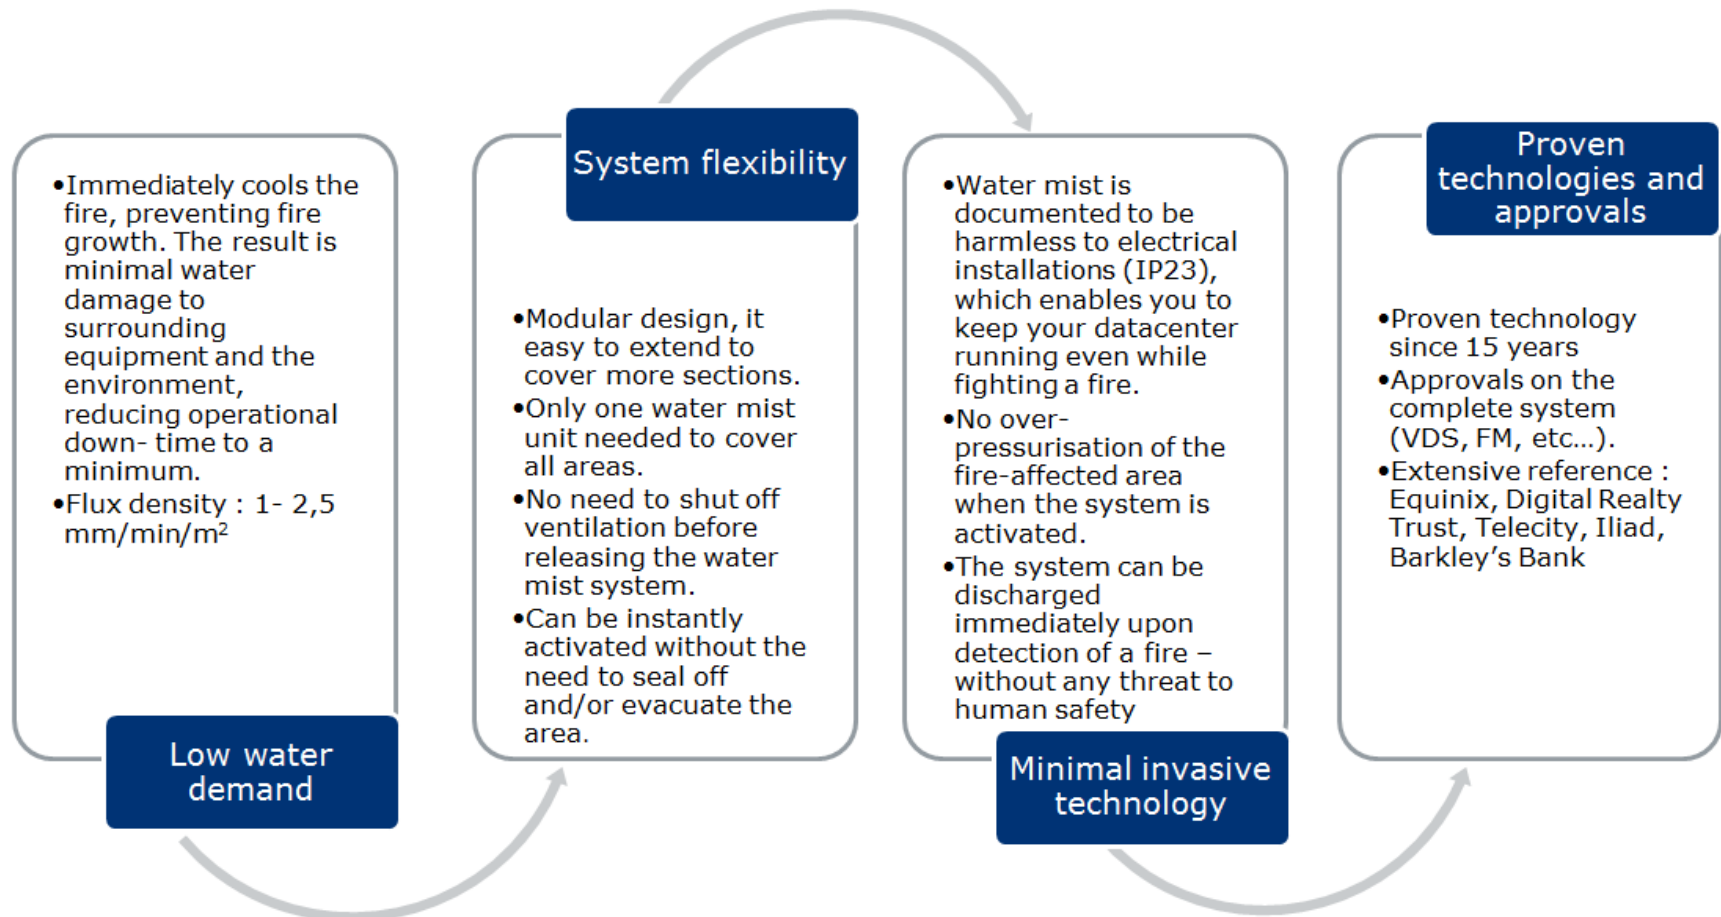 •Immediately cools the
fire, preventing fire
growth. The result is
minimal water
damage to
surrounding
equipment and the
environment,
reducing operational
down- time to a
minimum.
•Flux density : 1- 2,5
mm/min/m²
Low water
demand
System flexibility
•Modular design, it
easy to extend to
cover more sections.
•Only one water mist
unit needed to cover
all areas.
•No need to shut off
ventilation before
releasing the water
mist system.
•Can be instantly
activated without the
need to seal off
and/or evacuate the
area.
•Water mist is
documented to be
harmless to electrical
installations (IP23),
which enables you to
keep your datacenter
running even while
fighting a fire.
•No over-
pressurisation of the
fire-affected area
when the system is
activated.
•The system can be
discharged
immediately upon
detection of a fire –
without any threat to
human safety
Minimal invasive
technology
Proven
technologies and
approvals
•Proven technology
since 15 years
•Approvals on the
complete system
(VDS, FM, etc…).
•Extensive reference :
Equinix, Digital Realty
Trust, Telecity, Iliad,
Barkley’s Bank